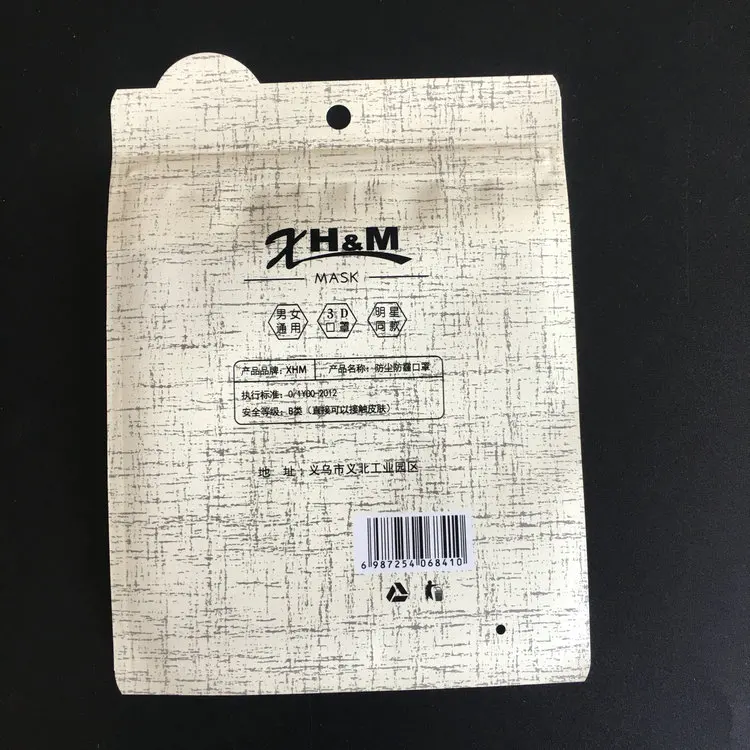 XH&M
MASK
男女 3 D 明星
通用 口罩 同款
产品品牌：XHM 产品名称：防尘防霾口罩
执行标准：Q/YDQ-2012
安全等级：B类（直接可以接触皮肤）
地 址：义乌市义北工业园区
6 987254 068410